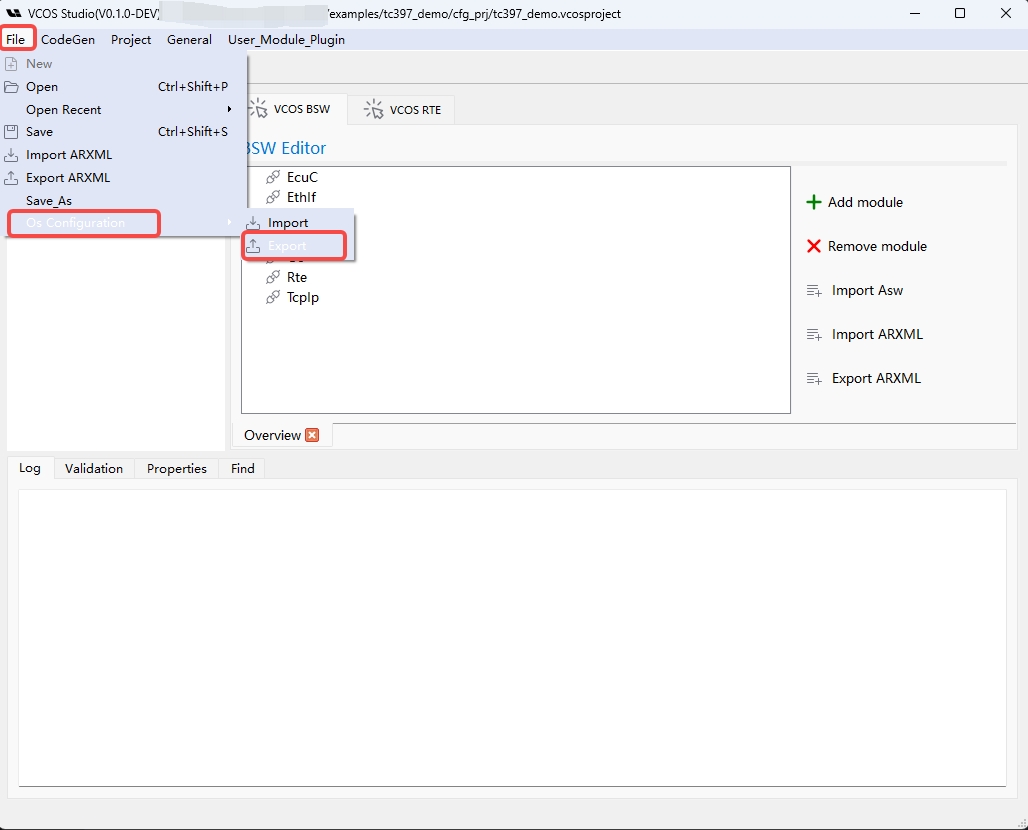 VCOS Studio(V0.1.0-DEV) /examples/tc397_demo/cfg_prj/tc397_demo.vcosproject
File CodeGen Project General User_Module_Plugin
New
Open Ctrl+Shift+P
Open Recent
Save Ctrl+Shift+S
Import ARXML
Export ARXML
Save_As
Os Configuration
Import
Export
VCOS BSW VCOS RTE
BSW Editor
EcuC
EthIf
Rte
TcpIp
Add module
Remove module
Import Asw
Import ARXML
Export ARXML
Overview
Log Validation Properties Find